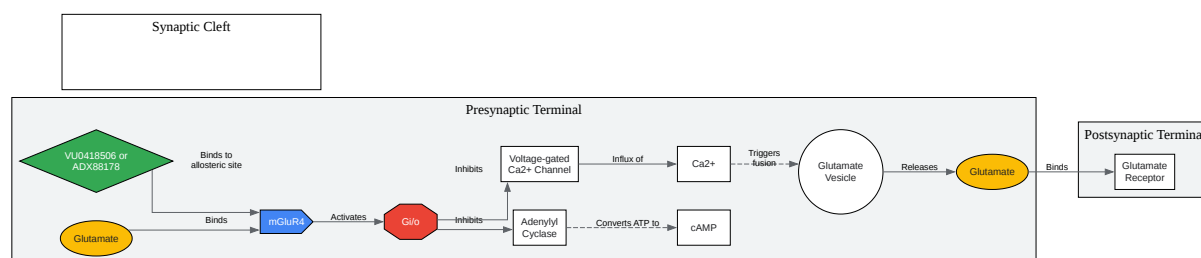 Synaptic Cleft
Presynaptic Terminal
VU0418506 or
ADX88178
Binds to
allosteric site
Glutamate
Binds
mGluR4
Activates
Gi/o
Inhibits
Inhibits
Voltage-gated
Ca2+ Channel
Adenylyl
Cyclase
Influx of
Converts ATP to
Ca2+
cAMP
Triggers
fusion
Glutamate
Vesicle
Releases
Glutamate
Binds
Postsynaptic Termina
Glutamate
Receptor